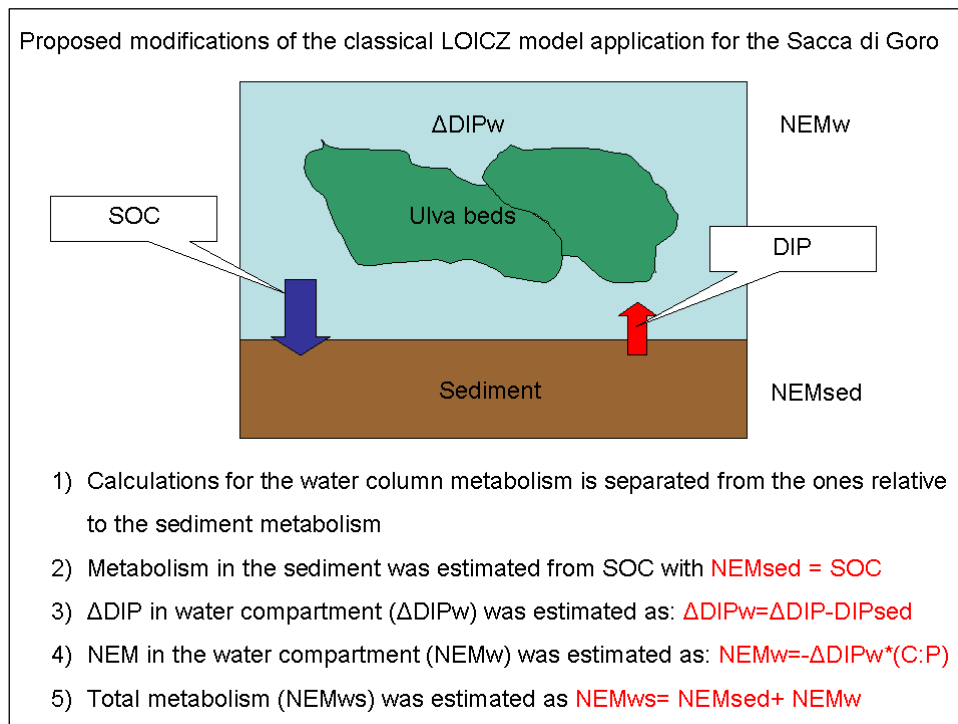 Proposed modifications of the classical LOICZ model application for the Sacca di Goro
ΔDIPw
NEMw
SOC
Ulva beds
DIP
Sediment
NEMsed
1) Calculations for the water column metabolism is separated from the ones relative
to the sediment metabolism
2) Metabolism in the sediment was estimated from SOC with NEMsed = SOC
3) ΔDIP in water compartment (ΔDIPw) was estimated as: ΔDIPw=ΔDIP-DIPsed
4) NEM in the water compartment (NEMw) was estimated as: NEMw=-ΔDIPw*(C:P)
5) Total metabolism (NEMws) was estimated as NEMws= NEMsed+ NEMw